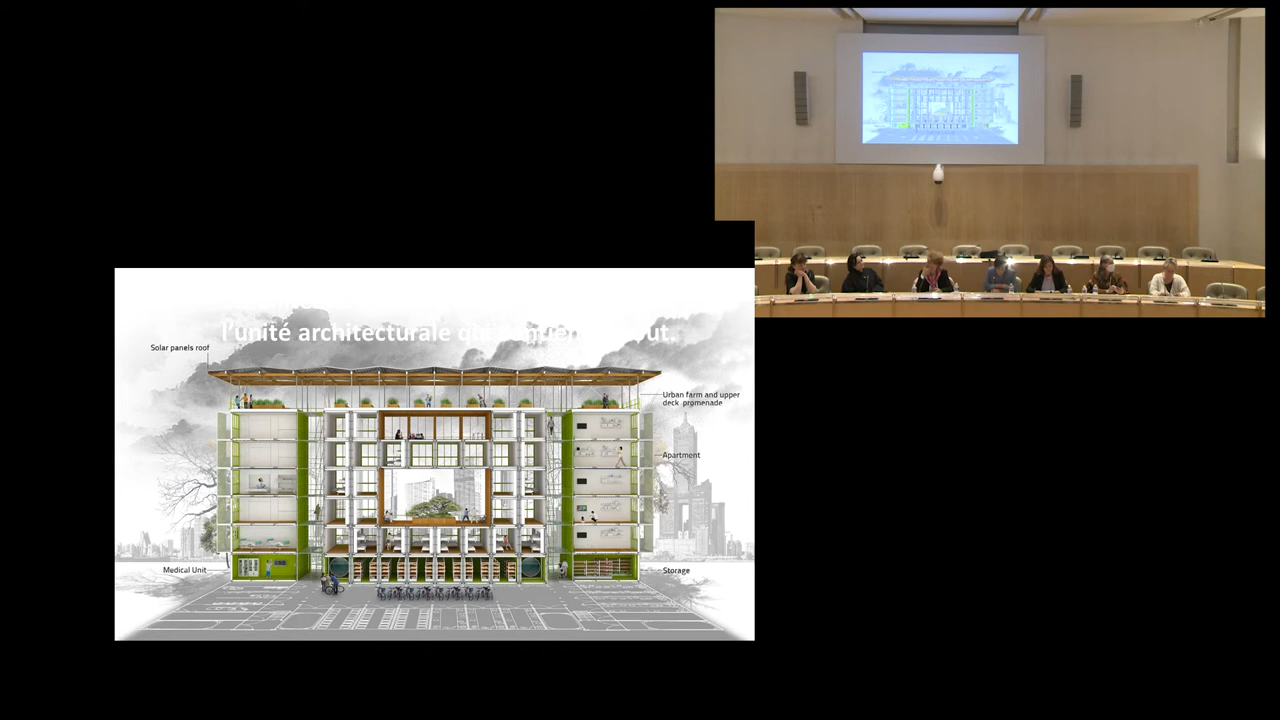 l'unité architecturale
Solar panels roof
Urban farm and upper
deck promenade
Apartment
Medical Unit
Storage